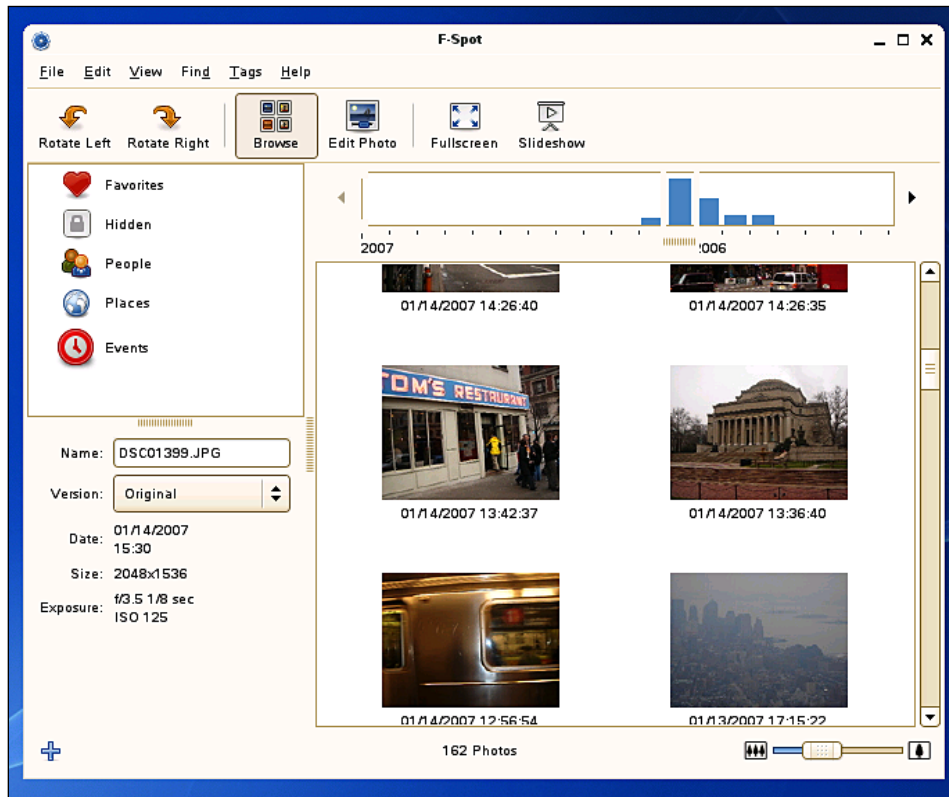 F-Spot
File Edit View Find Tags Help
Rotate Left Rotate Right Browse Edit Photo Fullscreen Slideshow
Favorites
Hidden
People
Places
Events
2007 2006
01/14/2007 14:26:40 01/14/2007 14:26:35
TOM'S RESTAURANT
01/14/2007 13:42:37 01/14/2007 13:36:40
01/14/2007 12:56:54 01/13/2007 17:15:22
Name: DSC01399.JPG
Version: Original
Date: 01/14/2007
15:30
Size: 2048x1536
Exposure: f/3.5 1/8 sec
ISO 125
162 Photos